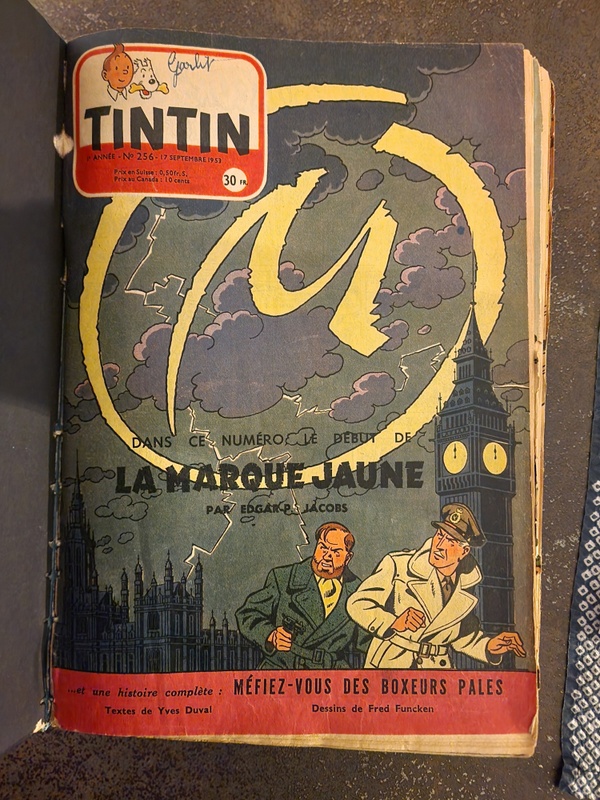 TINTIN
ANNÉE - Nº 256 - 17 SEPTEMBRE 1953
Prix en Suisse : 0,50 fr. S.
Prix au Canada : 10 cents
30 FR.
DANS CE NUMÉRO : LE DÉBUT DE
LA MARQUE JAUNE
PAR EDGAR-P. JACOBS
...et une histoire complète : MÉFIEZ-VOUS DES BOXEURS PALES
Textes de Yves Duval Dessins de Fred Funcken